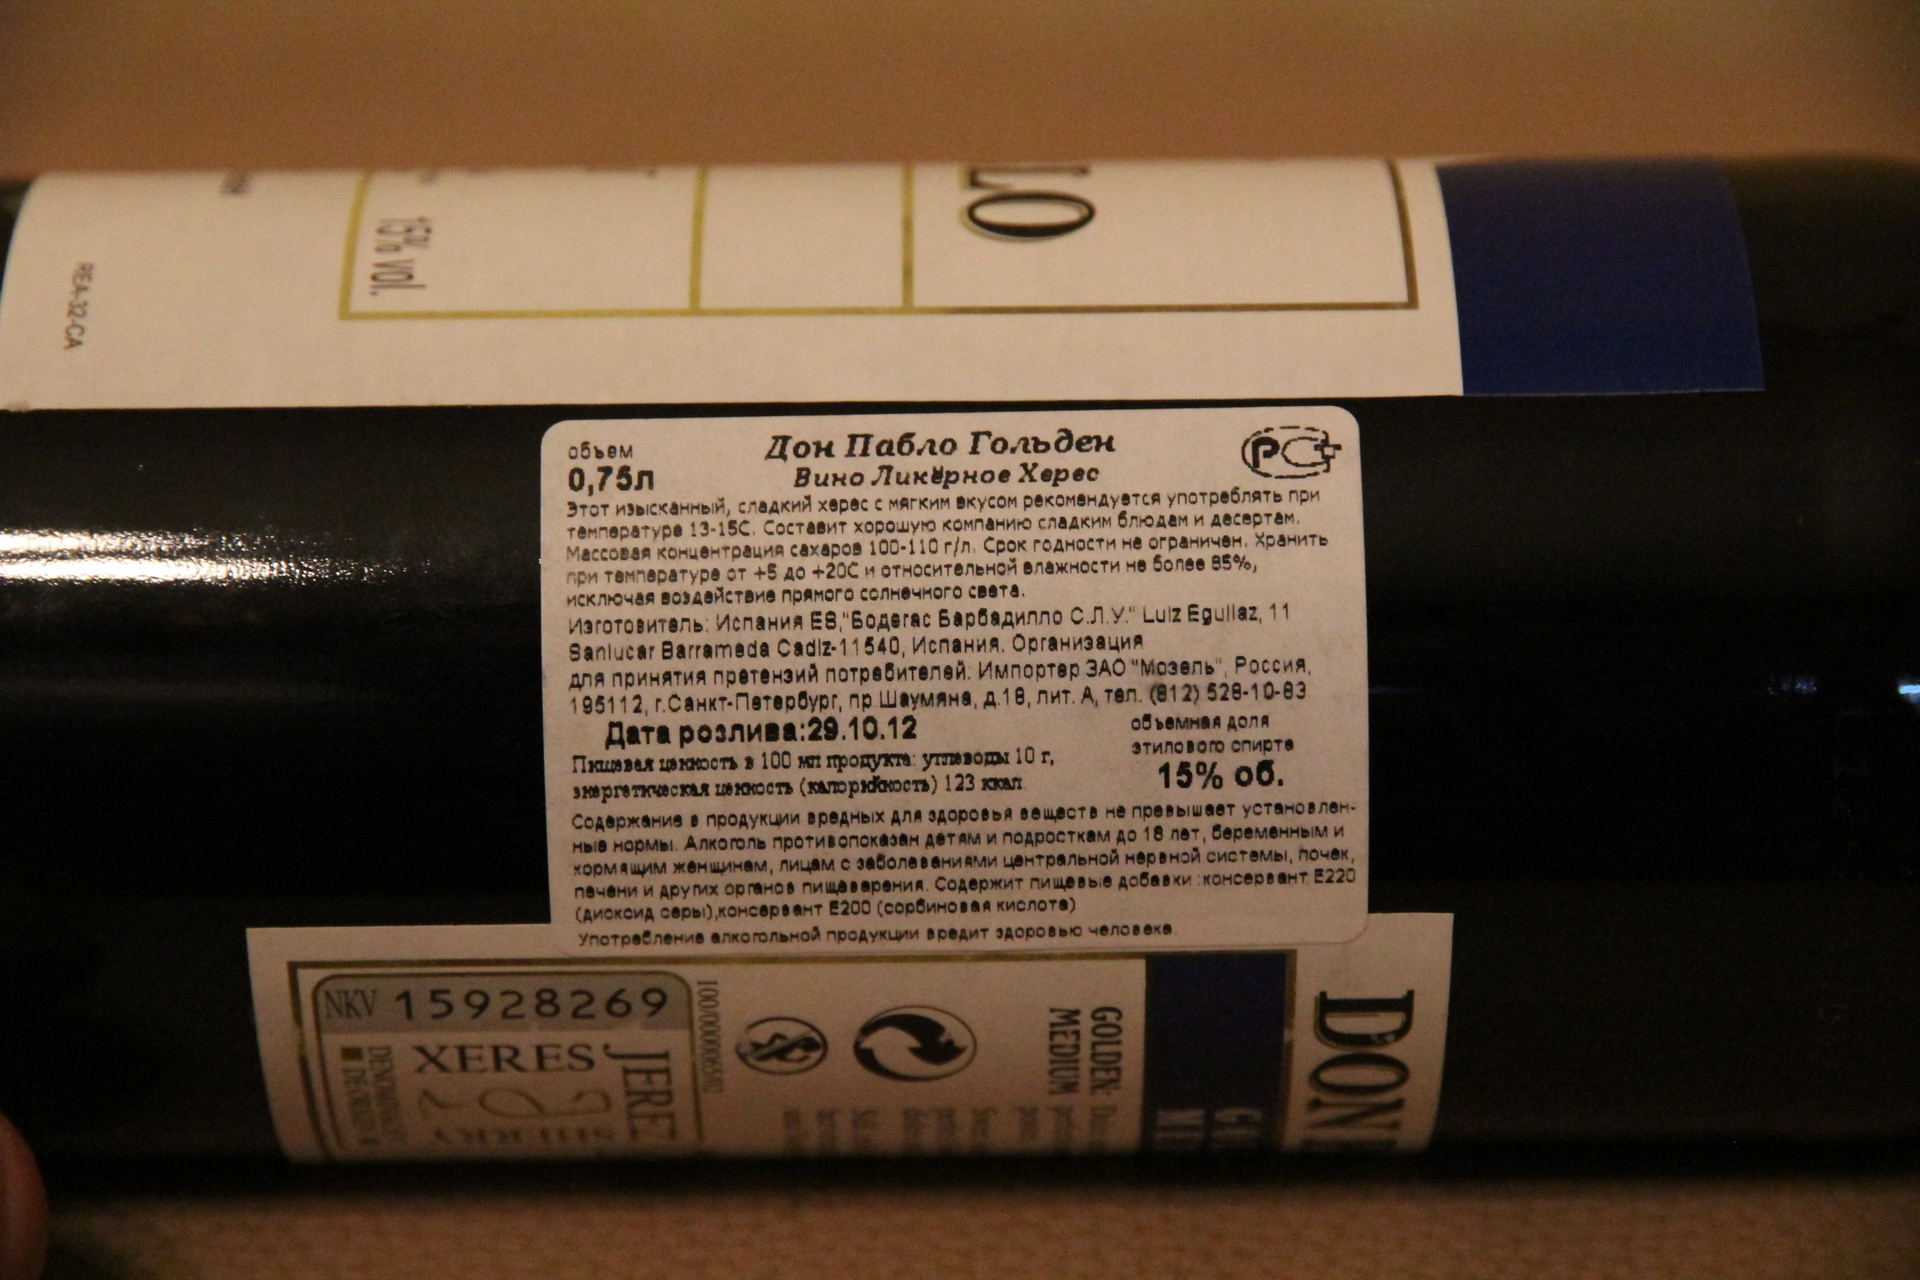 LO
15% vol.
REA-32-CA
объем
0,75л
Дон Пабло Гольден
Вино Ликёрное Херес
РСТ
Этот изысканный, сладкий херес с мягким вкусом рекомендуется употреблять при
температуре 13-15С. Составит хорошую компанию сладким блюдам и десертам.
Массовая концентрация сахаров 100-110 г/л. Срок годности не ограничен. Хранить
при температуре от +5 до +20С и относительной влажности не более 85%,
исключая воздействие прямого солнечного света.
Изготовитель: Испания ЕВ,"Бодегас Барбадилло С.Л.У." Luiz Eguilaz, 11
Sanlucar Barrameda Cadiz-11540, Испания. Организация
для принятия претензий потребителей: Импортер ЗАО "Мозель", Россия,
195112, г.Санкт-Петербург, пр.Шаумяна, д.18, лит. А, тел. (812) 528-10-83
Дата розлива:29.10.12
объемная доля
этилового спирта
15% об.
Пищевая ценность в 100 мл продукта: углеводы 10 г,
энергетическая ценность (калорийность) 123 ккал.
Содержание в продукции вредных для здоровья веществ не превышает установлен-
ные нормы. Алкоголь противопоказан детям и подросткам до 18 лет, беременным и
кормящим женщинам, лицам с заболеваниями центральной нервной системы, почек,
печени и других органов пищеварения. Содержит пищевые добавки :консервант Е220
(диоксид серы),консервант Е200 (сорбиновая кислота)
Употребление алкогольной продукции вредит здоровью человека.
NKV 15928269
JEREZ
XERES
SHERRY
GOLDEN:
MEDIUM
DON